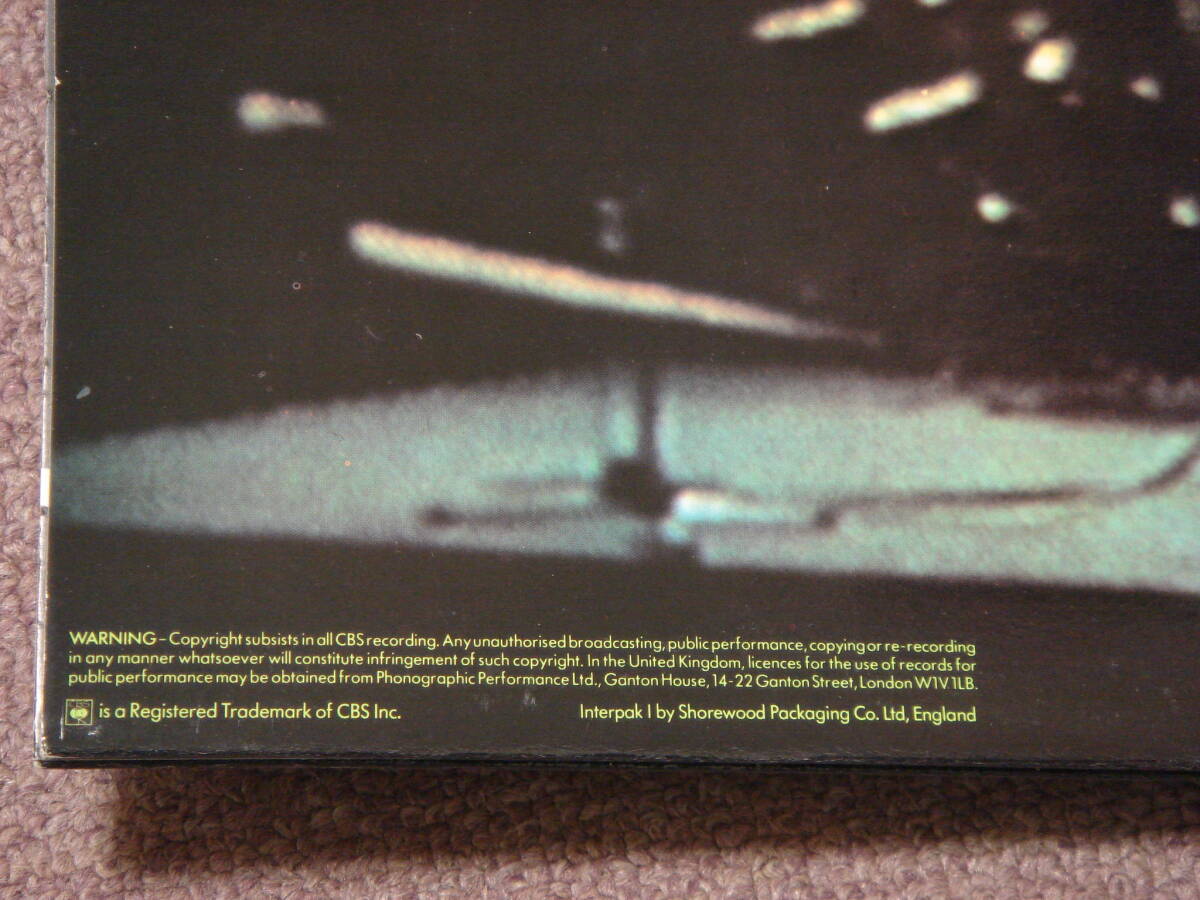 WARNING - Copyright subsists in all CBS recording. Any unauthorised broadcasting, public performance, copying or re-recording
in any manner whatsoever will constitute infringement of such copyright. In the United Kingdom, licences for the use of records for
public performance may be obtained from Phonographic Performance Ltd., Ganton House, 14-22 Ganton Street, London W1V 1LB.
is a Registered Trademark of CBS Inc.
Interpak I by Shorewood Packaging Co. Ltd, England